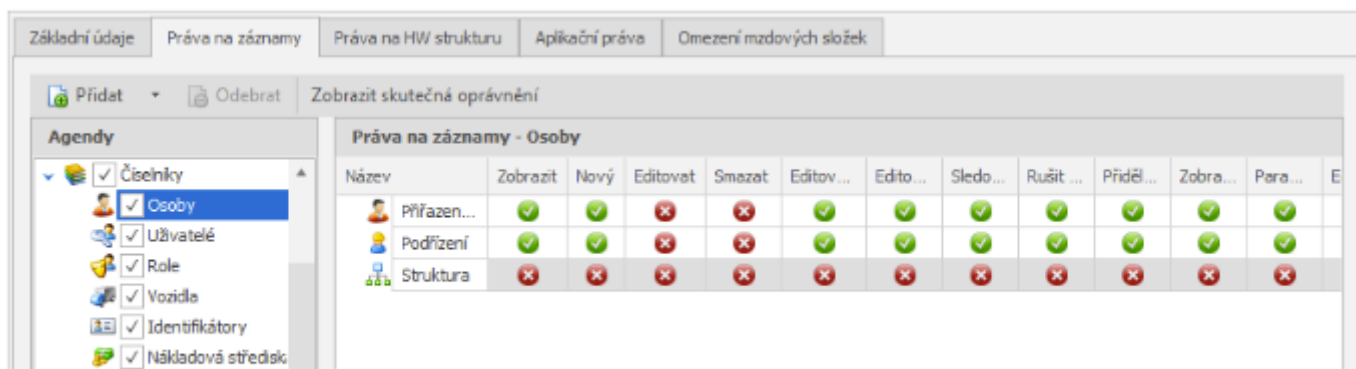 Základní údaje Práva na záznamy Práva na HW strukturu Aplikační práva Omezení mzdových složek
Přidat Odebrat Zobrazit skutečná oprávnění
Agendy Práva na záznamy - Osoby
Číselníky
Osoby
Uživatelé
Role
Vozidla
Identifikátory
Nákladová středisk
Název Zobrazit Nový Editovat Smazat Editov... Edito... Sledo... Rušit ... Přiděl... Zobra... Para... E
Přiřazen...
Podřízení
Struktura